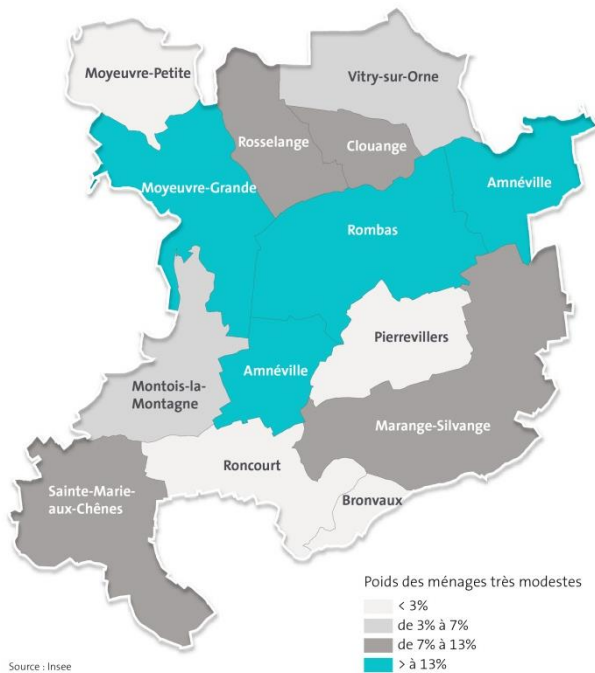 Moyeuvre-Petite
Vitry-sur-Orne
Rosselange
Clouange
Moyeuvre-Grande
Amnéville
Rombas
Pierrevillers
Amnéville
Montois-la-
Montagne
Marange-Silvange
Roncourt
Sainte-Marie-
aux-Chênes
Bronvaux
Poids des ménages très modestes
< 3%
de 3% à 7%
de 7% à 13%
> à 13%
Source : Insee